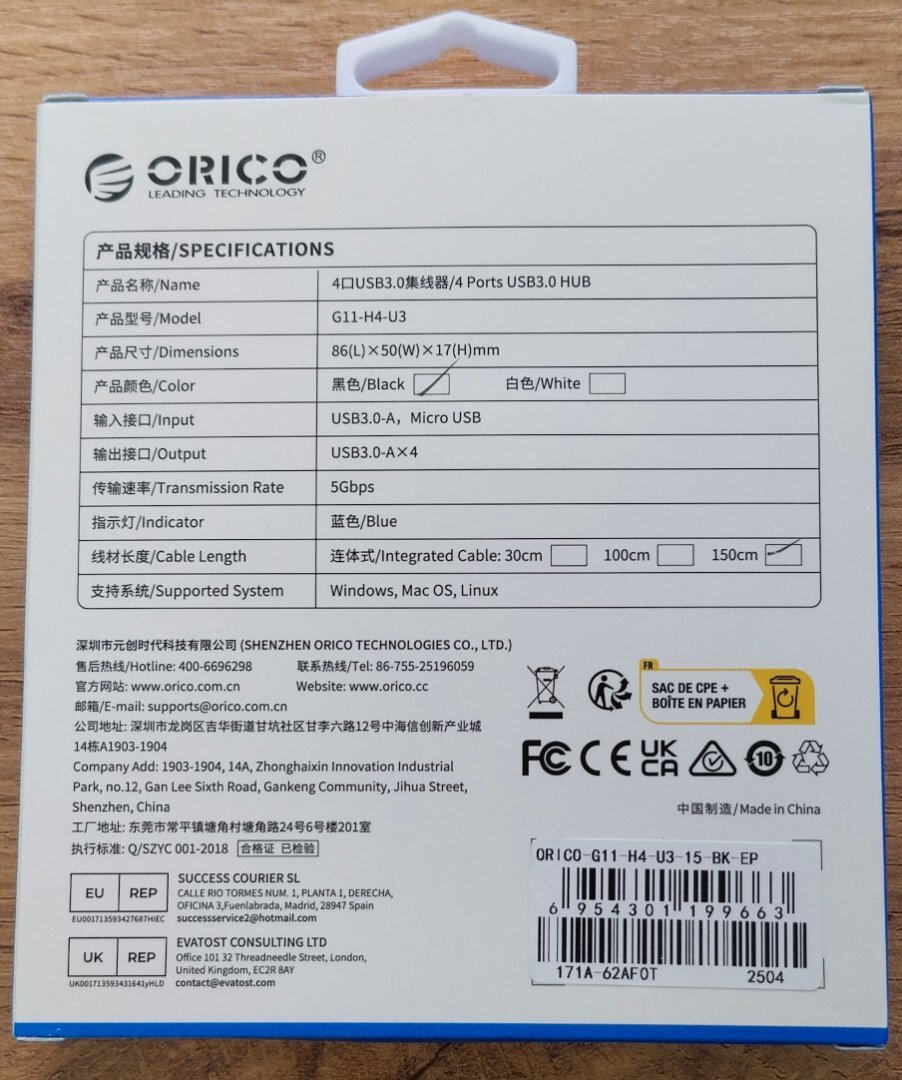 ORICO®
LEADING TECHNOLOGY
产品规格/SPECIFICATIONS
产品名称/Name 4口USB3.0集线器/4 Ports USB3.0 HUB
产品型号/Model G11-H4-U3
产品尺寸/Dimensions 86(L)×50(W)×17(H)mm
产品颜色/Color 黑色/Black 白色/White
输入接口/Input USB3.0-A，Micro USB
输出接口/Output USB3.0-A×4
传输速率/Transmission Rate 5Gbps
指示灯/Indicator 蓝色/Blue
线材长度/Cable Length 连体式/Integrated Cable: 30cm 100cm 150cm
支持系统/Supported System Windows, Mac OS, Linux
深圳市元创时代科技有限公司 (SHENZHEN ORICO TECHNOLOGIES CO., LTD.)
售后热线/Hotline: 400-6696298 联系热线/Tel: 86-755-25196059
官方网站: www.orico.com.cn Website: www.orico.cc
邮箱/E-mail: supports@orico.com.cn
公司地址: 深圳市龙岗区吉华街道甘坑社区甘李六路12号中海信创新产业城
14栋A1903-1904
Company Add: 1903-1904, 14A, Zhonghaixin Innovation Industrial
Park, no.12, Gan Lee Sixth Road, Gankeng Community, Jihua Street,
Shenzhen, China
工厂地址: 东莞市常平镇塘角村塘角路24号6号楼201室
执行标准: Q/SZYC 001-2018 合格证 已检验
FR
SAC DE CPE +
BOÎTE EN PAPIER
FC CE UK
CA
10
中国制造/Made in China
EU REP
EU001713593427687HIEC
SUCCESS COURIER SL
CALLE RIO TORMES NUM. 1, PLANTA 1, DERECHA,
OFICINA 3,Fuenlabrada, Madrid, 28947 Spain
successservice2@hotmail.com
UK REP
UK001713593431641yHLD
EVATOST CONSULTING LTD
Office 101 32 Threadneedle Street, London,
United Kingdom, EC2R 8AY
contact@evatost.com
ORICO-G11-H4-U3-15-BK-EP
6 954301 199663
171A-62AF0T 2504